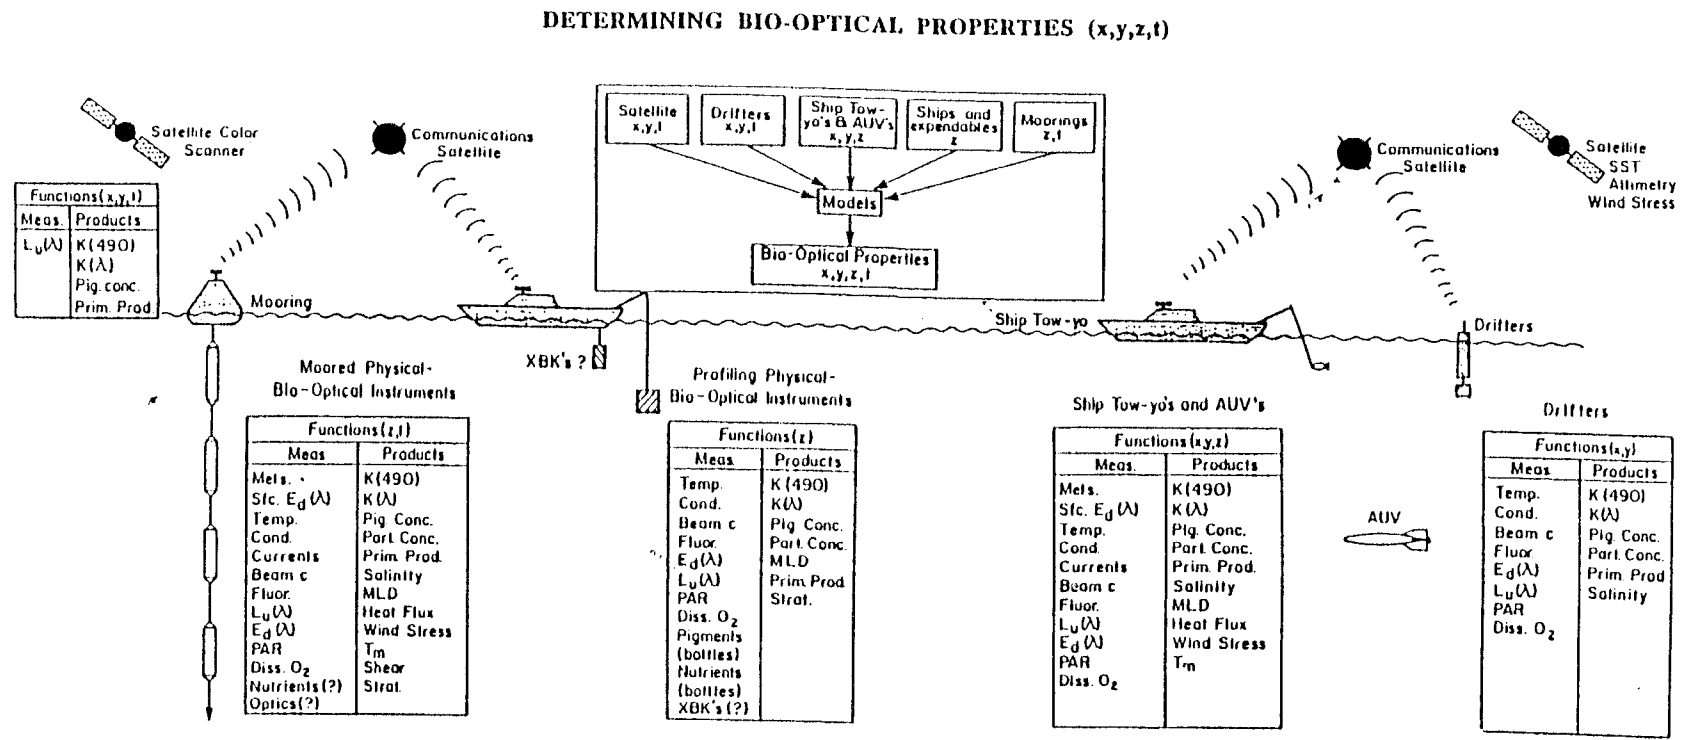 DETERMINING BIO-OPTICAL PROPERTIES (x,y,z,t)
Satellite Color
Scanner
Communications
Satellite
Satellite
x,y,t
Drifters
x,y,t
Ship Tow-
yo's & AUV's
x, y,z
Ships and
expendables
z
Moorings
z,t
Models
Bio-Optical Properties
x,y,z,t
Communications
Satellite
Satellite
SST
Altimetry
Wind Stress
Functions(x,y,t)
Meas. Products
Lu(λ) K(490)
K(λ)
Pig. conc.
Prim. Prod.
Mooring
XBK's ?
Ship Tow-yo
Drifters
Moored Physical-
Bio-Optical Instruments
Functions(z,t)
Meas Products
Mets. K(490)
Sfc. Ed(λ) K(λ)
Temp. Pig. Conc.
Cond. Part. Conc.
Currents Prim. Prod.
Beam c Salinity
Fluor. MLD
Lu(λ) Heat Flux
Ed(λ) Wind Stress
PAR Tm
Diss. O2 Shear
Nutrients(?) Strat.
Optics(?)
Profiling Physical-
Bio-Optical Instruments
Functions(z)
Meas. Products
Temp. K(490)
Cond. K(λ)
Beam c Pig Conc.
Fluor. Part. Conc.
Ed(λ) MLD
Lu(λ) Prim. Prod
PAR Strat.
Diss. O2
Pigments
(bottles)
Nutrients
(bottles)
XBK's(?)
Ship Tow-yo's and AUV's
Functions(x,y,z)
Meas. Products
Mets. K(490)
Sfc. Ed(λ) K(λ)
Temp. Pig. Conc.
Cond. Part. Conc.
Currents Prim. Prod.
Beam c Salinity
Fluor. MLD
Lu(λ) Heat Flux
Ed(λ) Wind Stress
PAR Tm
Diss. O2
AUV
Drifters
Functions(x,y)
Meas. Products
Temp. K(490)
Cond. K(λ)
Beam c Pig. Conc.
Fluor. Part. Conc.
Ed(λ) Prim. Prod
Lu(λ) Salinity
PAR
Diss. O2